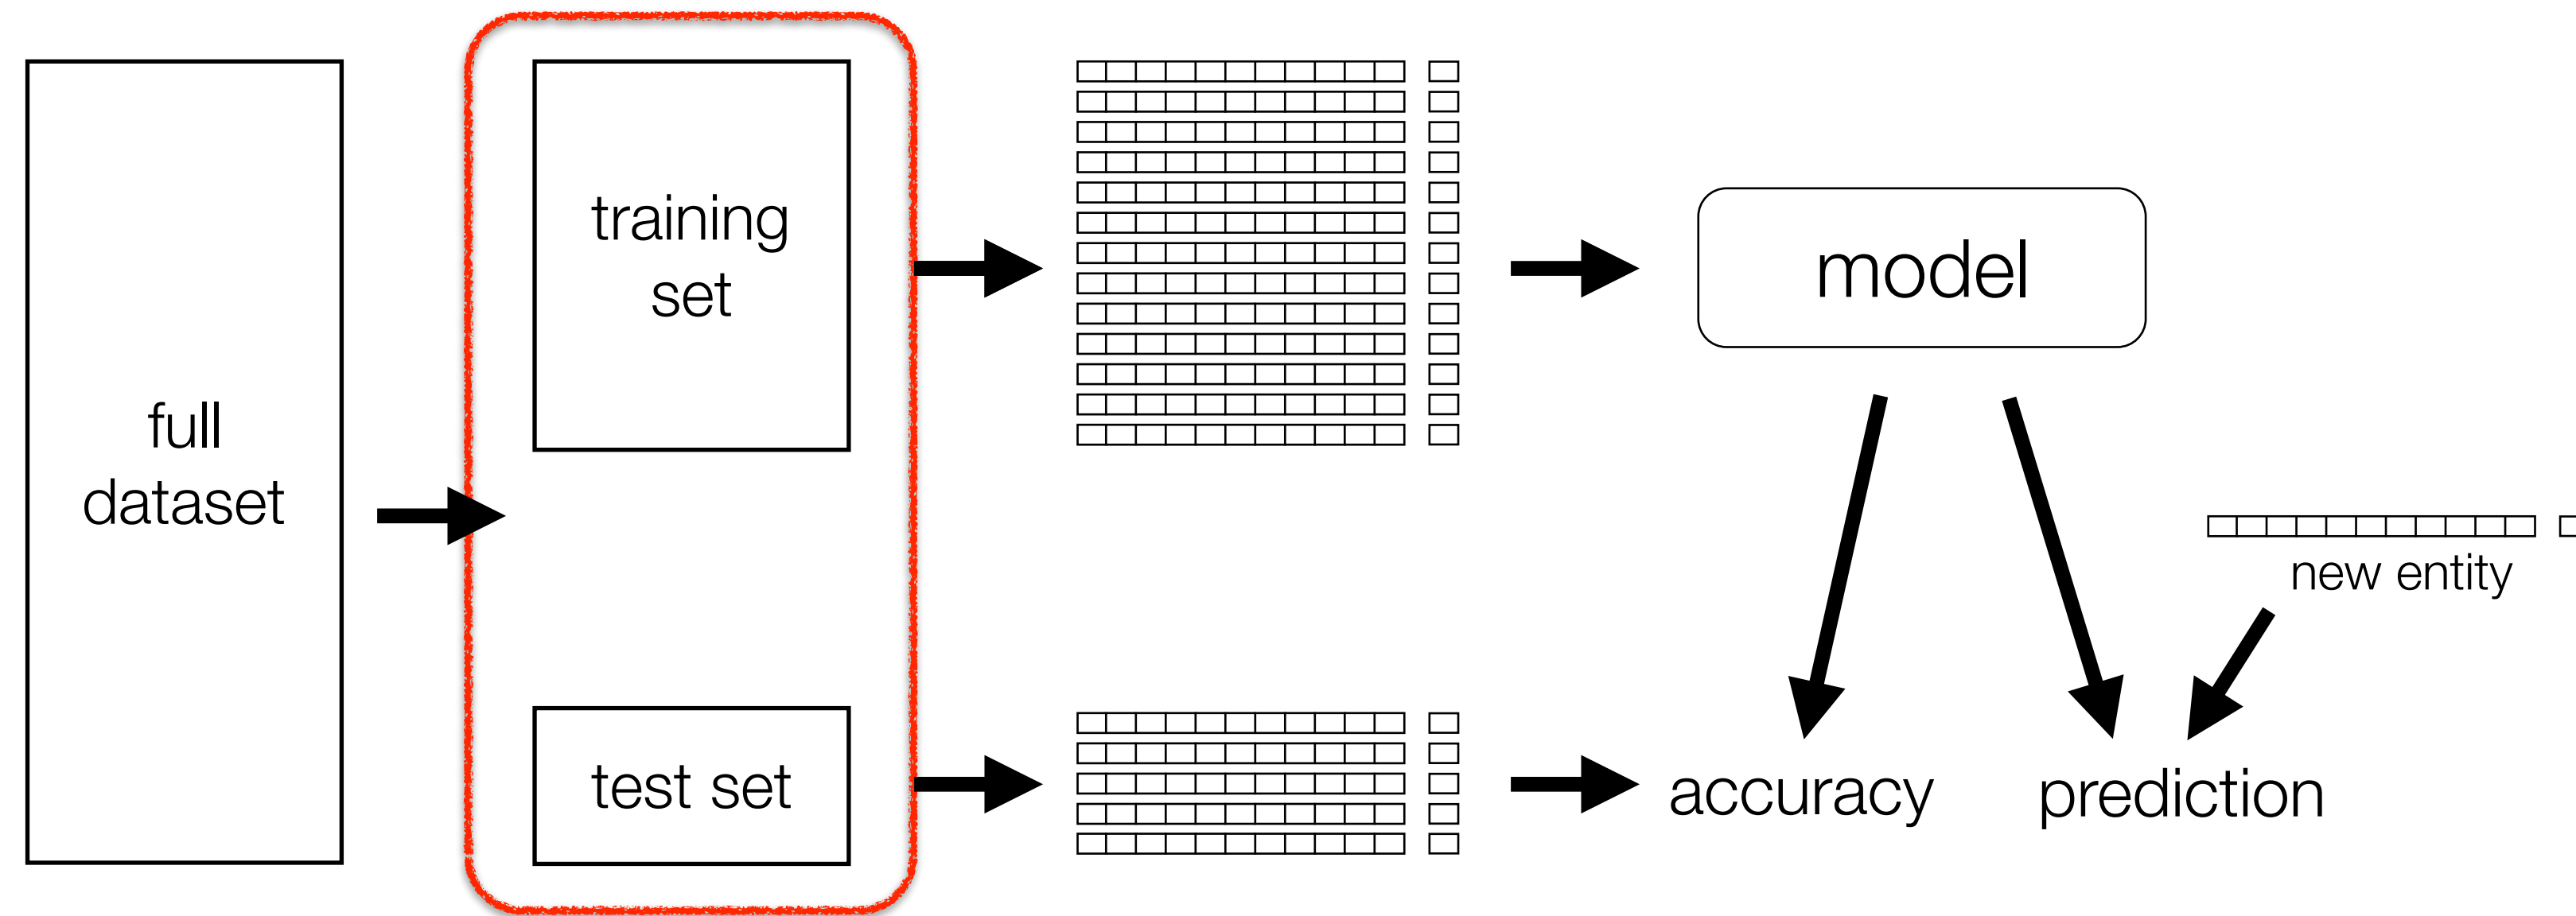 full
dataset
training
set
test set
model
new entity
accuracy
prediction